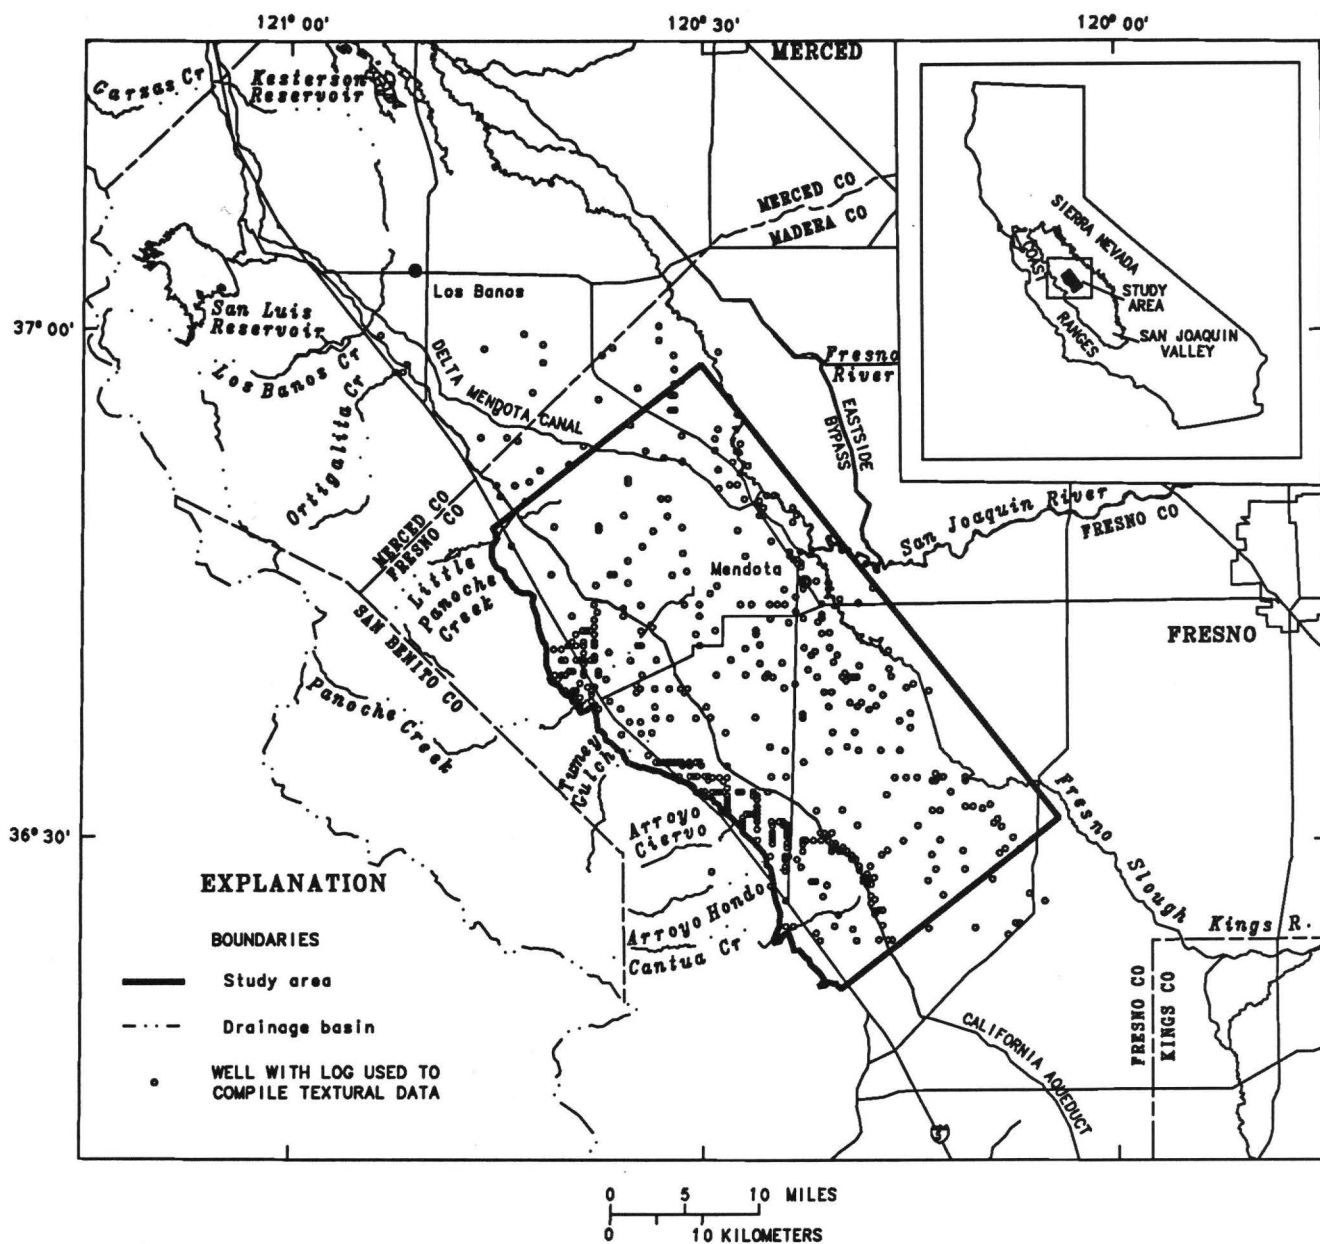 121° 00'
120° 30'
120° 00'
MERCED
Garzas Cr
Kesterson
Reservoir
MERCED CO
MADERA CO
SIERRA NEVADA
COAST
RANGES
STUDY
AREA
SAN JOAQUIN
VALLEY
Los Banos
San Luis
Reservoir
37° 00'
Los Banos Cr
DELTA MENDOTA CANAL
Fresno
River
EASTSIDE
BYPASS
Ortigalita Cr
MERCED CO
FRESNO CO
San Joaquin River
FRESNO CO
Little
Panoche
Creek
Mendota
SAN BENITO CO
FRESNO
Panoche Creek
Tumey
Gulch
Arroyo
Ciervo
Fresno Slough
36° 30'
Arroyo Hondo
Cantua Cr
Kings R.
FRESNO CO
KINGS CO
CALIFORNIA AQUEDUCT
5
EXPLANATION
BOUNDARIES
Study area
Drainage basin
WELL WITH LOG USED TO
COMPILE TEXTURAL DATA
0 5 10 MILES
0 10 KILOMETERS